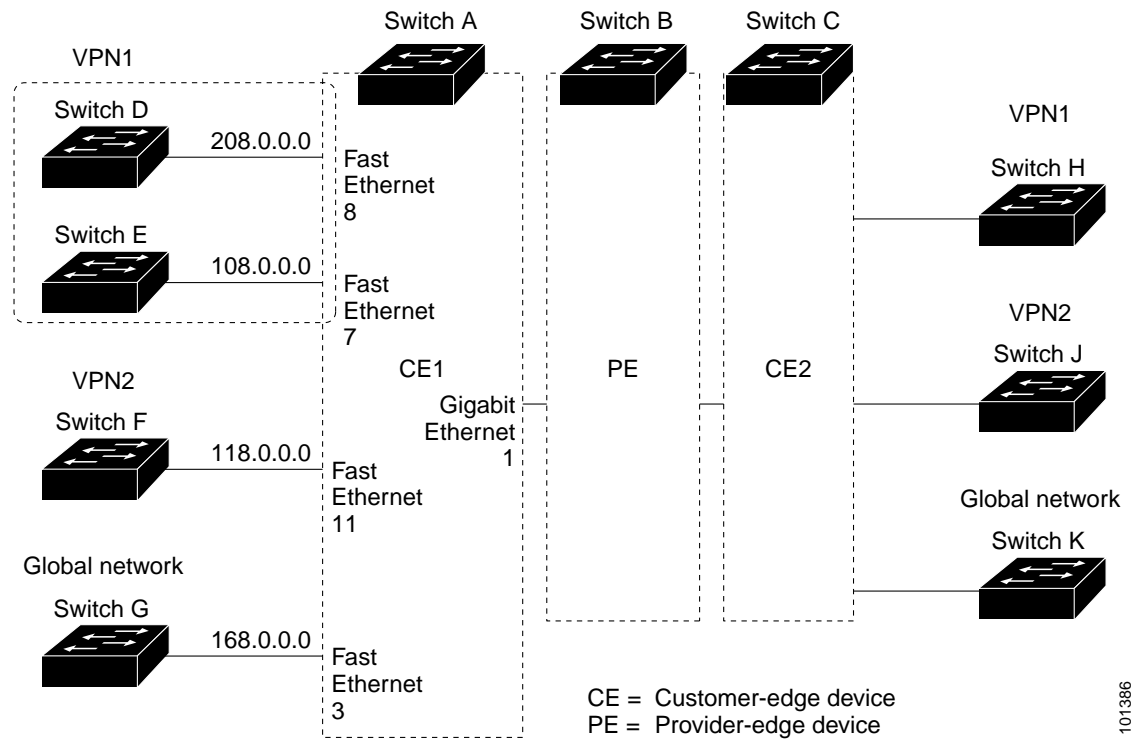 Switch A
Switch B
Switch C
VPN1
Switch D
208.0.0.0
Fast
Ethernet
8
Switch E
108.0.0.0
Fast
Ethernet
7
VPN2
Switch F
118.0.0.0
Fast
Ethernet
11
Global network
Switch G
168.0.0.0
Fast
Ethernet
3
CE1
Gigabit
Ethernet
1
PE
CE2
VPN1
Switch H
VPN2
Switch J
Global network
Switch K
CE = Customer-edge device
PE = Provider-edge device
101386